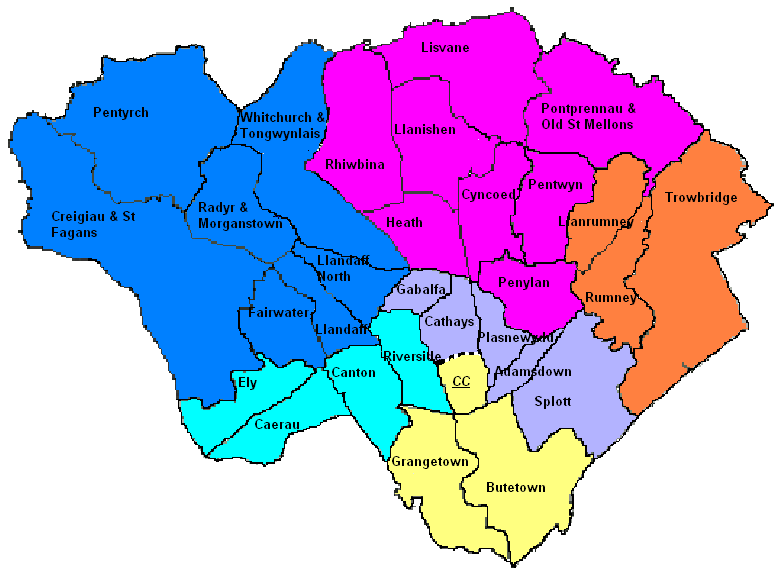 Lisvane
Pentyrch
Whitchurch &
Tongwynlais
Pontprennau &
Old St Mellons
Llanishen
Rhiwbina
Cyncoed
Pentwyn
Trowbridge
Radyr &
Morganstown
Creigiau & St
Fagans
Heath
Llanrumney
Llandaff
North
Gabalfa
Penylan
Rumney
Fairwater
Llandaff
Cathays
Plasnewydd
Riverside
Canton
Ely
CC
Adamsdown
Splott
Caerau
Grangetown
Butetown